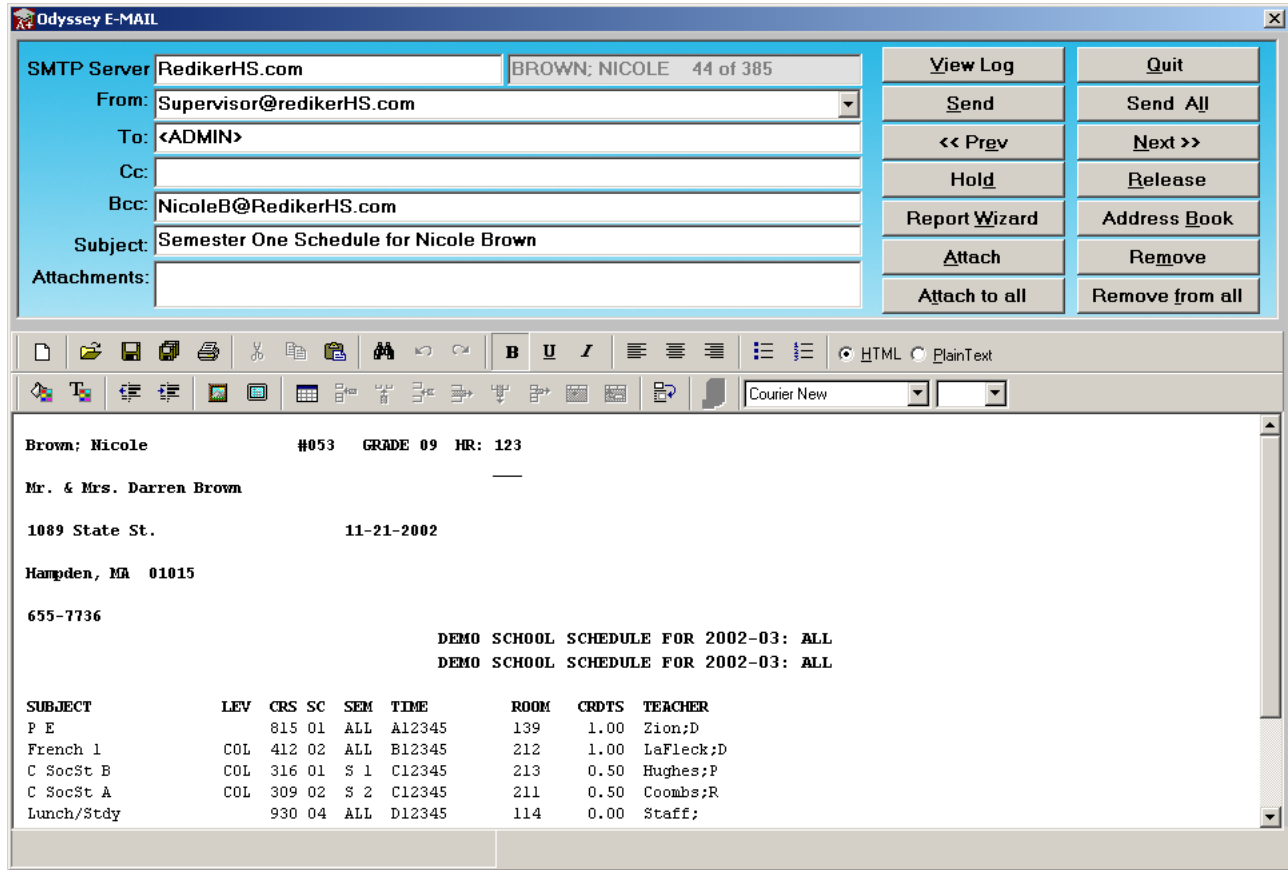 Odyssey E-MAIL
SMTP Server RedikerHS.com BROWN; NICOLE 44 of 385 View Log Quit
From: Supervisor@redikerHS.com Send Send All
To: <ADMIN> << Prev Next >>
Cc: Hold Release
Bcc: NicoleB@RedikerHS.com Report Wizard Address Book
Subject: Semester One Schedule for Nicole Brown Attach Remove
Attachments: Attach to all Remove from all
B U I HTML PlainText
Courier New
Brown; Nicole #053 GRADE 09 HR: 123
Mr. & Mrs. Darren Brown
1089 State St. 11-21-2002
Hampden, MA 01015
655-7736
DEMO SCHOOL SCHEDULE FOR 2002-03: ALL
DEMO SCHOOL SCHEDULE FOR 2002-03: ALL
SUBJECT LEV CRS SC SEM TIME ROOM CRDTS TEACHER
P E 815 01 ALL A12345 139 1.00 Zion;D
French 1 COL 412 02 ALL B12345 212 1.00 LaFleck;D
C SocSt B COL 316 01 S 1 C12345 213 0.50 Hughes;P
C SocSt A COL 309 02 S 2 C12345 211 0.50 Coombs;R
Lunch/Stdy 930 04 ALL D12345 114 0.00 Staff;